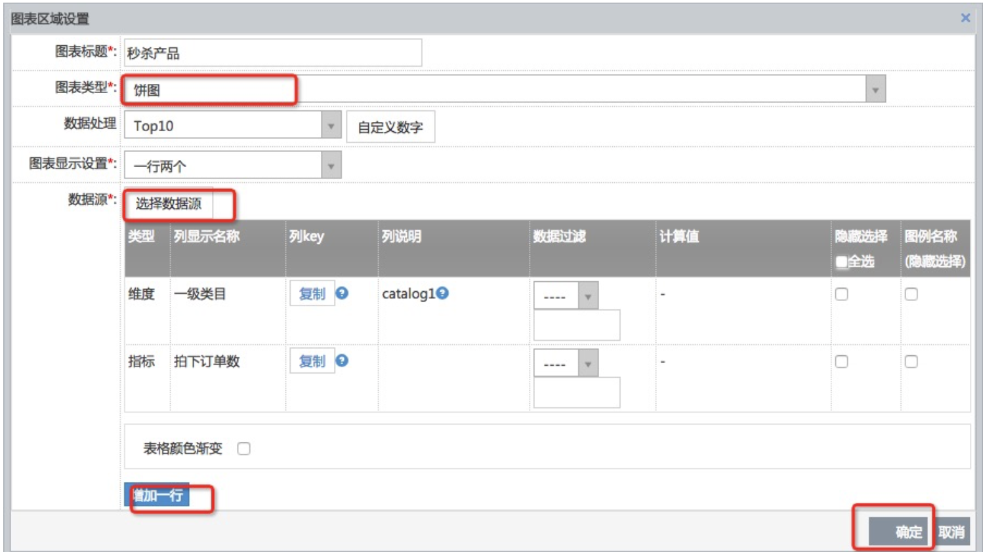 图表区域设置 ×
图表标题*: 秒杀产品
图表类型*: 饼图
数据处理 Top10 自定义数字
图表显示设置*: 一行两个
数据源*: 选择数据源
类型 列显示名称 列key 列说明 数据过滤 计算值 隐藏选择 图例名称
全选 (隐藏选择)
维度 一级类目 复制 ? catalog1 ? ---- -
指标 拍下订单数 复制 ? ---- -
表格颜色渐变
增加一行
确定 取消